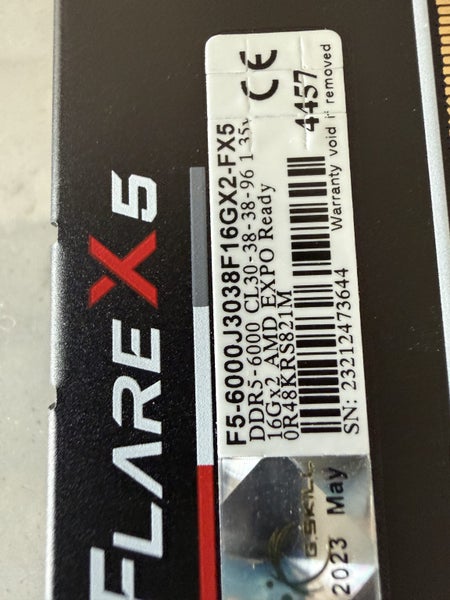 FLARE X5
F5-6000J3038F16GX2-FX5
DDR5-6000 CL30-38-38-96 1.35v
16Gx2 AMD EXPO Ready
0R48KRS821M
4457
Warranty void if removed
SN: 23212473644
CE
G.SKILL
2023 May